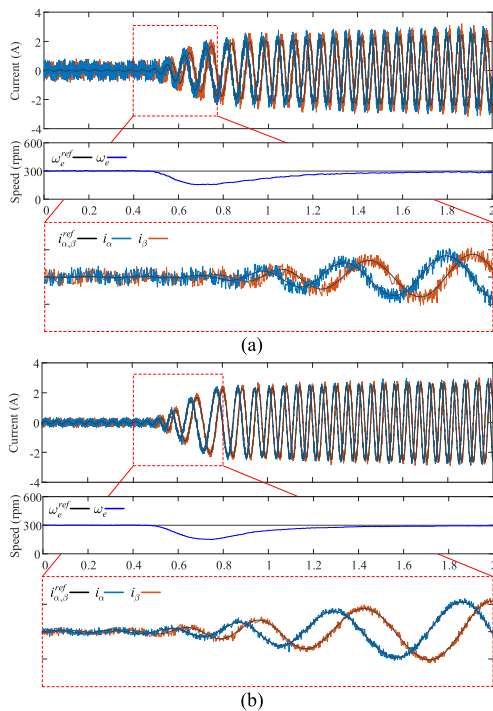 4
2
0
-2
-4
Current (A)
600
300
0
Speed (rpm)
ω_e^{ref} ω_e
0 0.2 0.4 0.6 0.8 1 1.2 1.4 1.6 1.8 2
i_{α,β}^{ref} i_α i_β
(a)
4
2
0
-2
-4
Current (A)
600
300
0
Speed (rpm)
ω_e^{ref} ω_e
0 0.2 0.4 0.6 0.8 1 1.2 1.4 1.6 1.8 2
i_{α,β}^{ref} i_α i_β
(b)